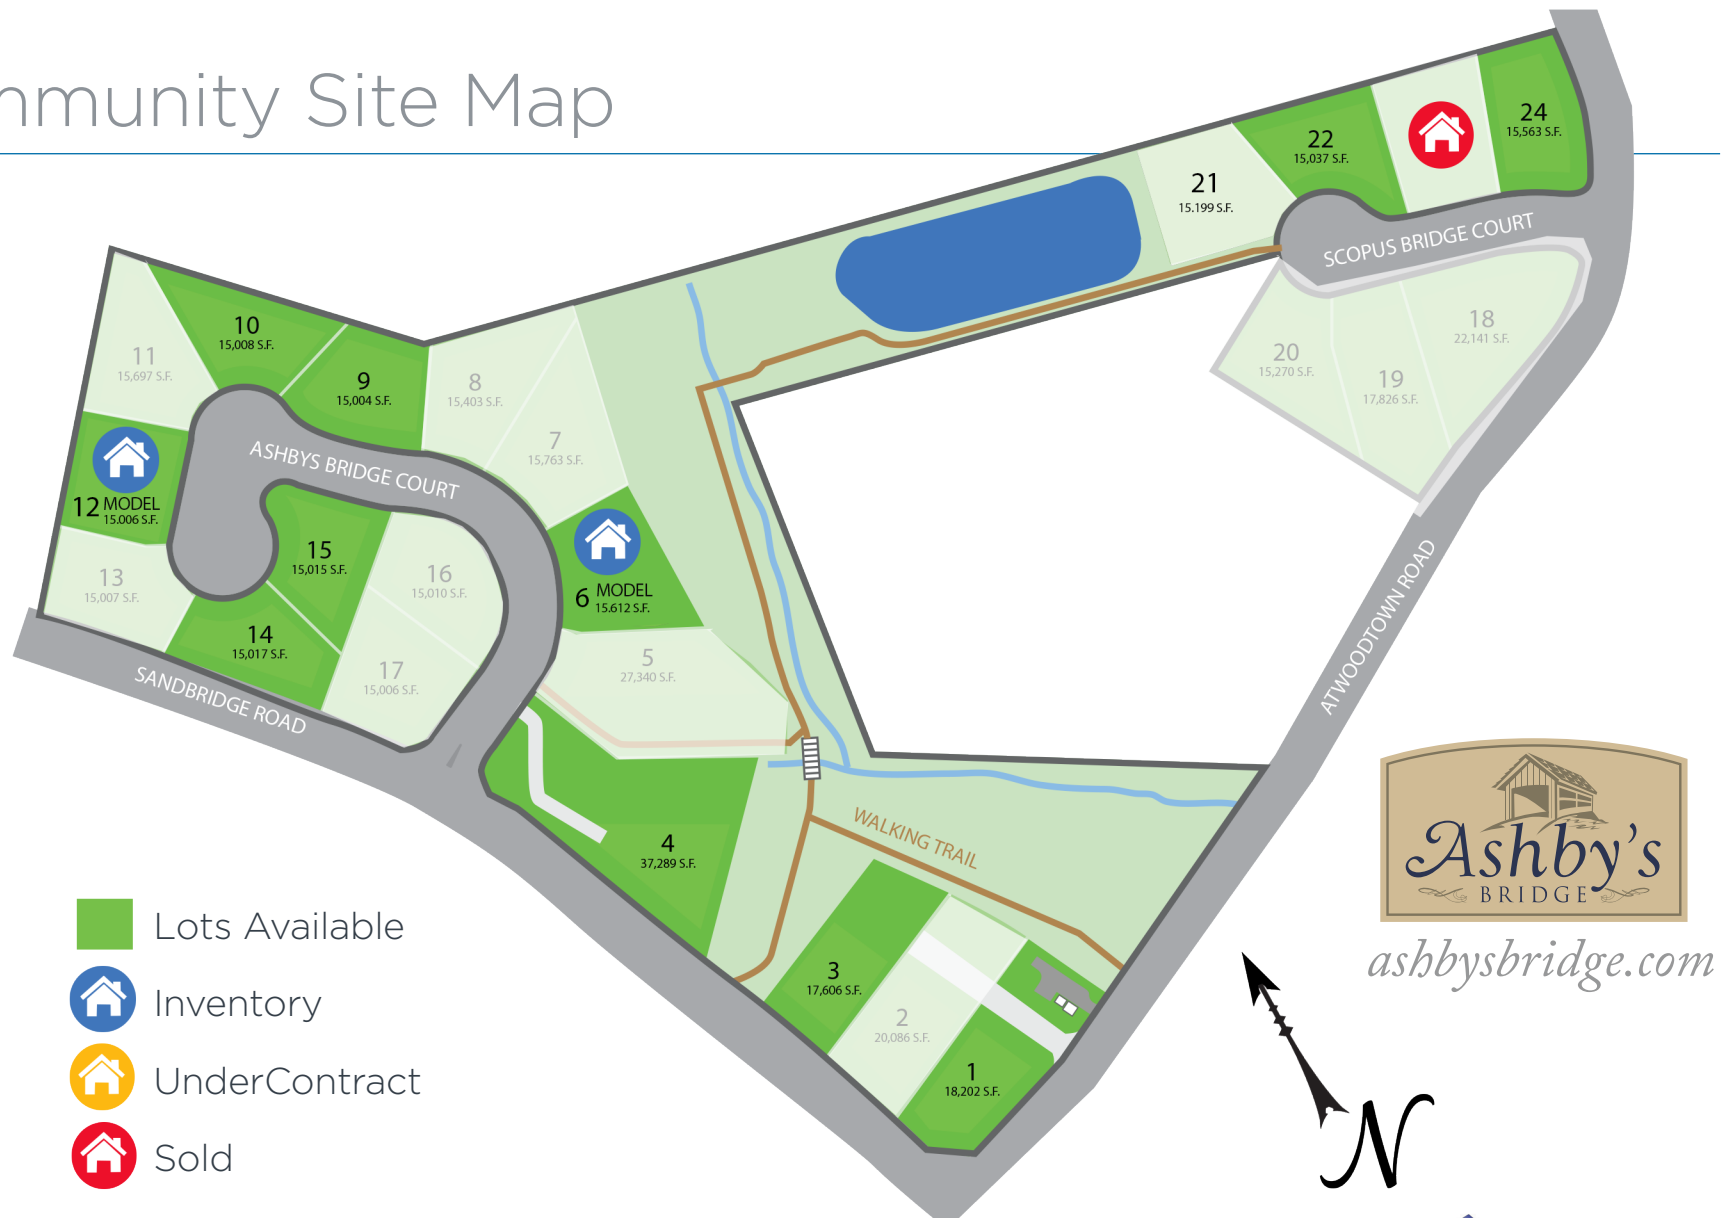 mmunity Site Map
24
15,563 S.F.
22
15,037 S.F.
21
15.199 S.F.
SCOPUS BRIDGE COURT
18
22,141 S.F.
20
15,270 S.F.
19
17,826 S.F.
10
15,008 S.F.
11
15,697 S.F.
9
15,004 S.F.
8
15,403 S.F.
7
15,763 S.F.
ASHBYS BRIDGE COURT
12 MODEL
15.006 S.F.
15
15,015 S.F.
16
15,010 S.F.
13
15,007 S.F.
6 MODEL
15.612 S.F.
14
15,017 S.F.
17
15,006 S.F.
5
27,340 S.F.
SANDBRIDGE ROAD
ATWOODTOWN ROAD
4
37,289 S.F.
WALKING TRAIL
3
17,606 S.F.
2
20,086 S.F.
1
18,202 S.F.
Ashby's
BRIDGE
ashbysbridge.com
Lots Available
Inventory
UnderContract
Sold
N